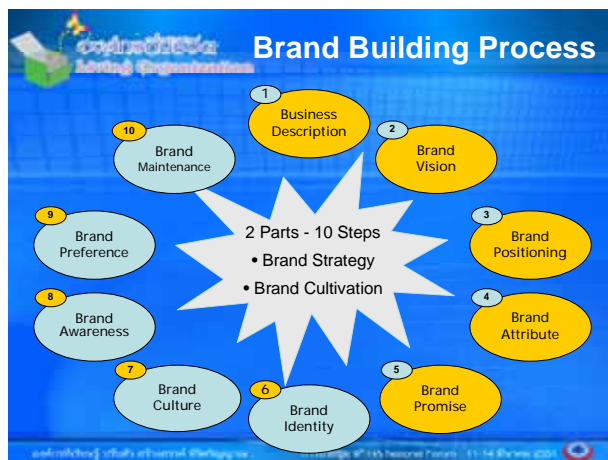 Living Organization
Brand Building Process
1
Business
Description
2
Brand
Vision
3
Brand
Positioning
4
Brand
Attribute
5
Brand
Promise
6
Brand
Identity
7
Brand
Culture
8
Brand
Awareness
9
Brand
Preference
10
Brand
Maintenance
2 Parts - 10 Steps
• Brand Strategy
• Brand Cultivation